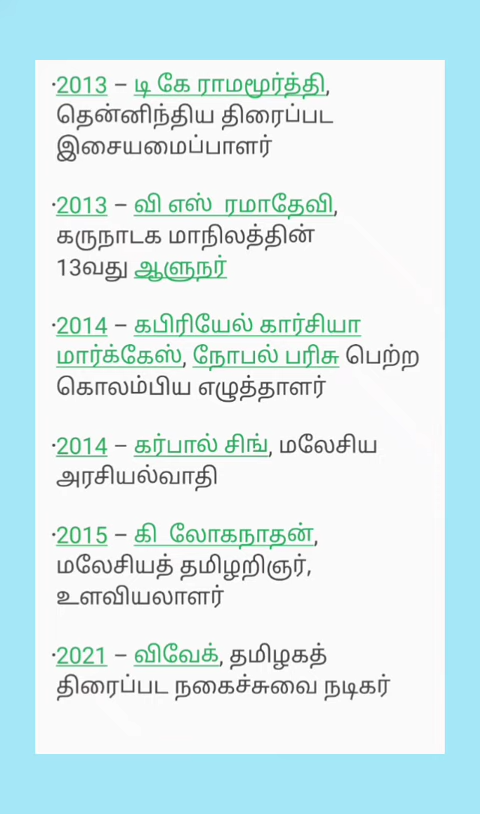 ·2013 – டி கே ராமமூர்த்தி,
தென்னிந்திய திரைப்பட
இசையமைப்பாளர்
·2013 – வி எஸ் ரமாதேவி,
கருநாடக மாநிலத்தின்
13வது ஆளுநர்
·2014 – கபிரியேல் கார்சியா
மார்க்கேஸ், நோபல் பரிசு பெற்ற
கொலம்பிய எழுத்தாளர்
·2014 – கர்பால் சிங், மலேசிய
அரசியல்வாதி
·2015 – கி லோகநாதன்,
மலேசியத் தமிழறிஞர்,
உளவியலாளர்
·2021 – விவேக், தமிழகத்
திரைப்பட நகைச்சுவை நடிகர்